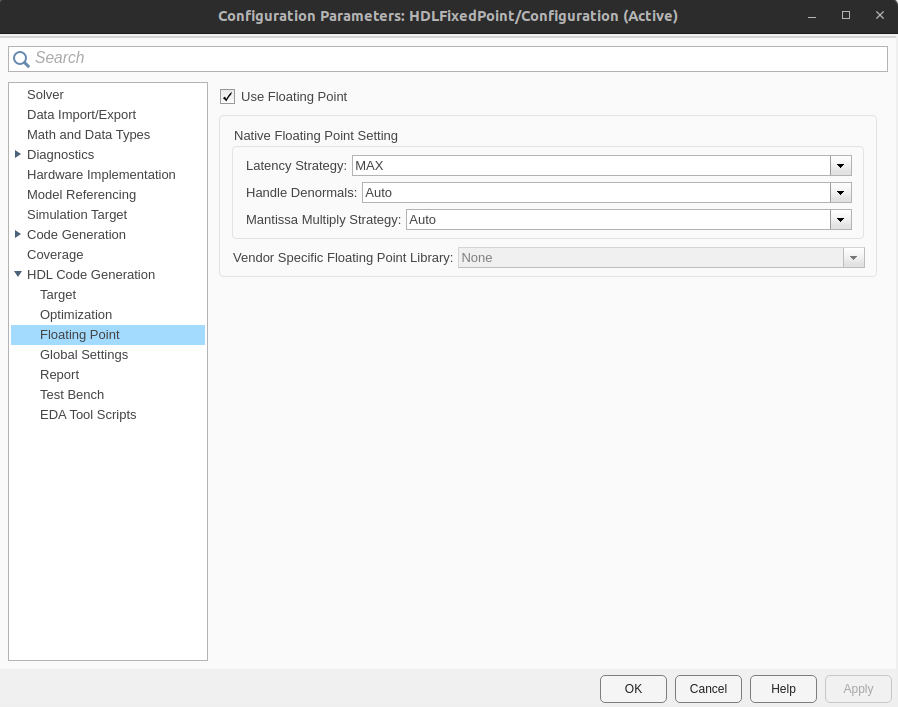 Configuration Parameters: HDLFixedPoint/Configuration (Active)
Search
Solver
Data Import/Export
Math and Data Types
Diagnostics
Hardware Implementation
Model Referencing
Simulation Target
Code Generation
Coverage
HDL Code Generation
Target
Optimization
Floating Point
Global Settings
Report
Test Bench
EDA Tool Scripts
Use Floating Point
Native Floating Point Setting
Latency Strategy: MAX
Handle Denormals: Auto
Mantissa Multiply Strategy: Auto
Vendor Specific Floating Point Library: None
OK Cancel Help Apply